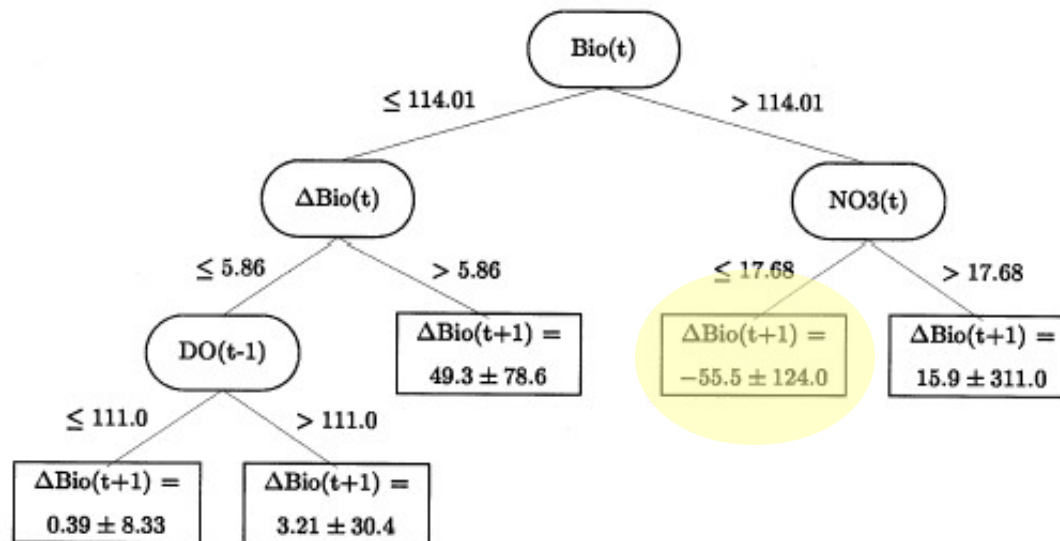 Bio(t)
≤ 114.01
> 114.01
ΔBio(t)
NO3(t)
≤ 5.86
> 5.86
≤ 17.68
> 17.68
DO(t-1)
ΔBio(t+1) =
49.3 ± 78.6
ΔBio(t+1) =
−55.5 ± 124.0
ΔBio(t+1) =
15.9 ± 311.0
≤ 111.0
> 111.0
ΔBio(t+1) =
0.39 ± 8.33
ΔBio(t+1) =
3.21 ± 30.4